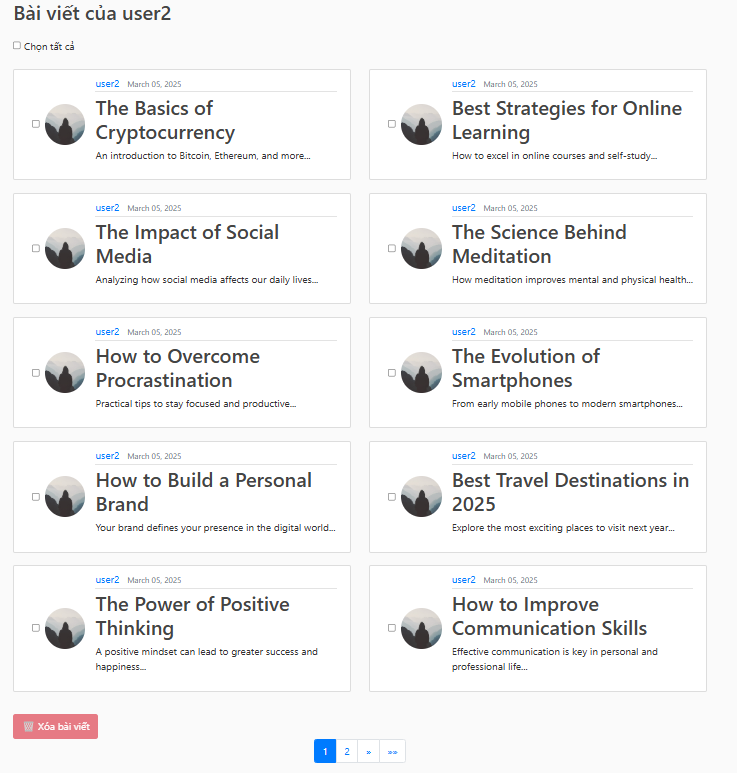 Bài viết của user2
Chọn tất cả
user2 March 05, 2025
The Basics of
Cryptocurrency
An introduction to Bitcoin, Ethereum, and more...
user2 March 05, 2025
Best Strategies for Online
Learning
How to excel in online courses and self-study...
user2 March 05, 2025
The Impact of Social
Media
Analyzing how social media affects our daily lives...
user2 March 05, 2025
The Science Behind
Meditation
How meditation improves mental and physical health...
user2 March 05, 2025
How to Overcome
Procrastination
Practical tips to stay focused and productive...
user2 March 05, 2025
The Evolution of
Smartphones
From early mobile phones to modern smartphones...
user2 March 05, 2025
How to Build a Personal
Brand
Your brand defines your presence in the digital world...
user2 March 05, 2025
Best Travel Destinations in
2025
Explore the most exciting places to visit next year...
user2 March 05, 2025
The Power of Positive
Thinking
A positive mindset can lead to greater success and
happiness...
user2 March 05, 2025
How to Improve
Communication Skills
Effective communication is key in personal and
professional life...
Xóa bài viết
1 2 » »»